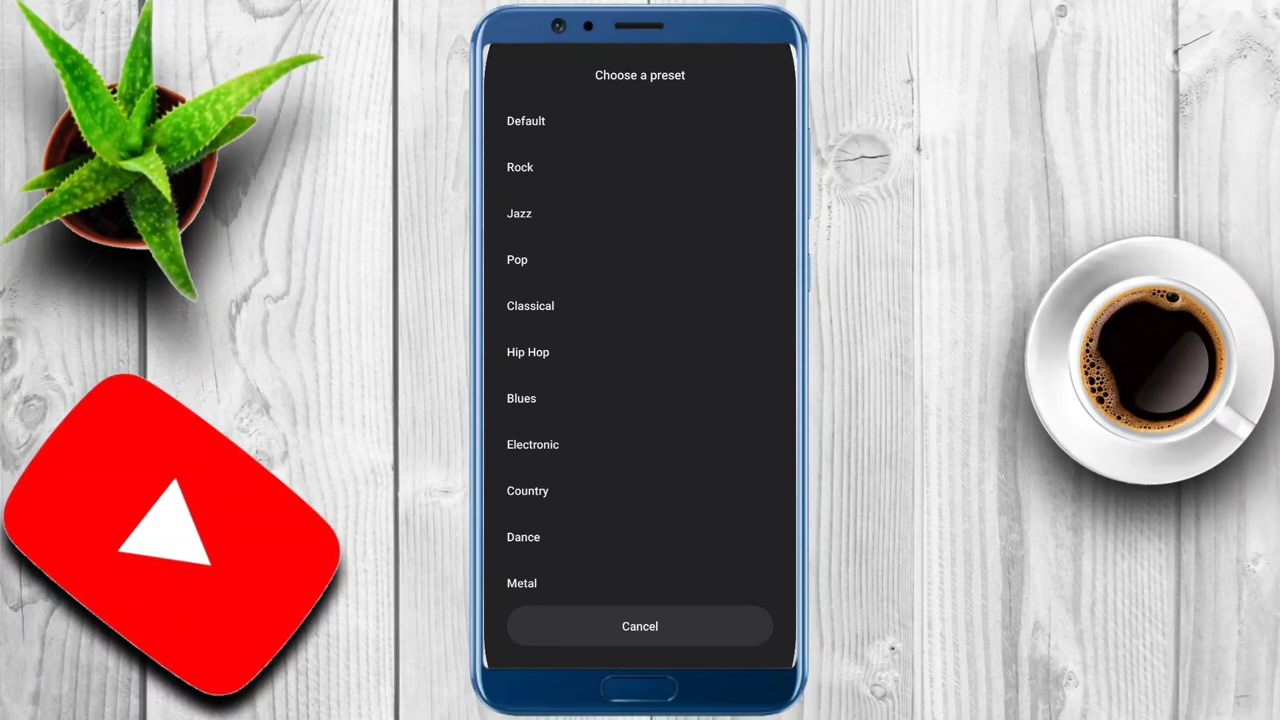 Choose a preset
Default
Rock
Jazz
Pop
Classical
Hip Hop
Blues
Electronic
Country
Dance
Metal
Cancel